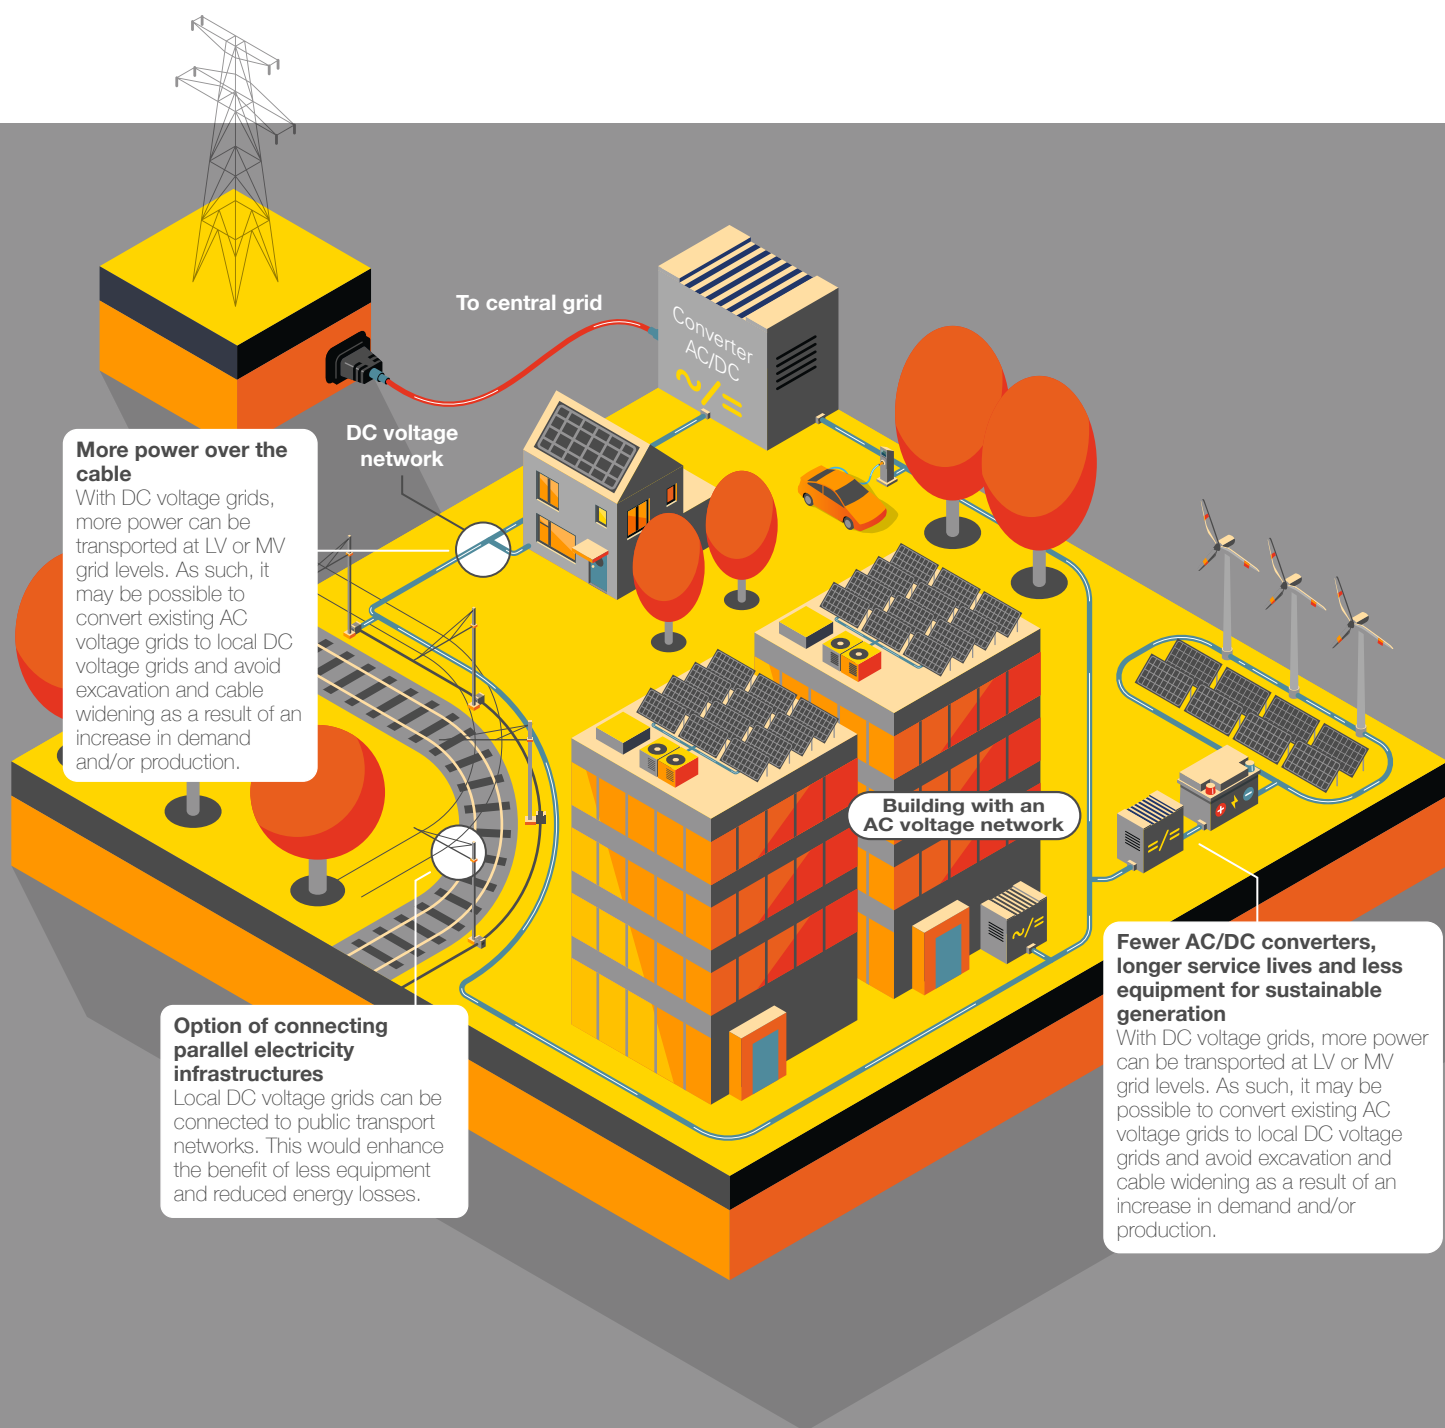 To central grid
Converter
AC/DC
~/=
DC voltage
network
More power over the
cable
With DC voltage grids,
more power can be
transported at LV or MV
grid levels. As such, it
may be possible to
convert existing AC
voltage grids to local DC
voltage grids and avoid
excavation and cable
widening as a result of an
increase in demand
and/or production.
Building with an
AC voltage network
=/=
~/=
Option of connecting
parallel electricity
infrastructures
Local DC voltage grids can be
connected to public transport
networks. This would enhance
the benefit of less equipment
and reduced energy losses.
Fewer AC/DC converters,
longer service lives and less
equipment for sustainable
generation
With DC voltage grids, more power
can be transported at LV or MV
grid levels. As such, it may be
possible to convert existing AC
voltage grids to local DC voltage
grids and avoid excavation and
cable widening as a result of an
increase in demand and/or
production.